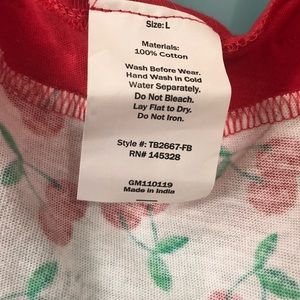 Size: L
Materials:
100% Cotton
Wash Before Wear.
Hand Wash in Cold
Water Separately.
Do Not Bleach.
Lay Flat to Dry.
Do Not Iron.
Style #: TB2667-FB
RN# 145328
GM110119
Made in India